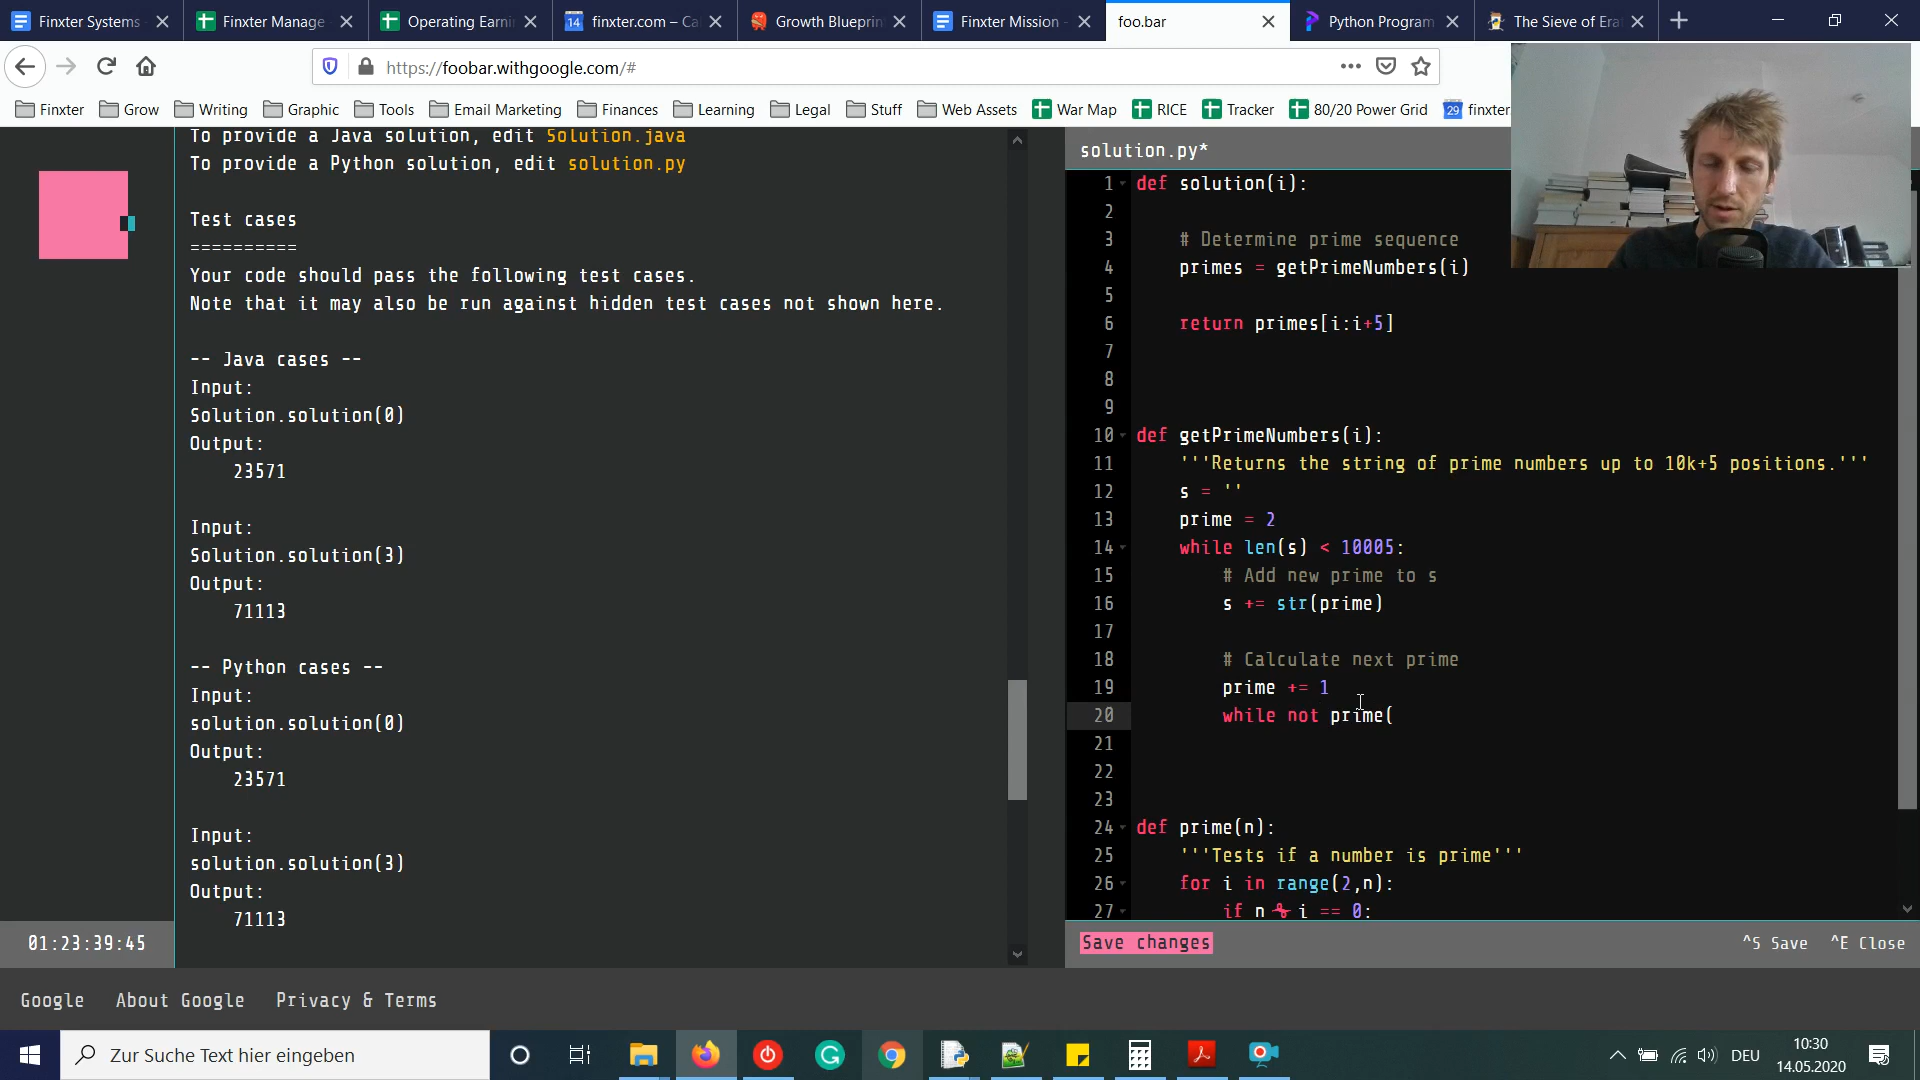 Finxter Systems
Finxter Manage
Operating Earni
14
finxter.com – Ca
Growth Blueprin
Finxter Mission -
foo.bar
Python Program
The Sieve of Era
https://foobar.withgoogle.com/#
Finxter
Grow
Writing
Graphic
Tools
Email Marketing
Finances
Learning
Legal
Stuff
Web Assets
War Map
RICE
Tracker
80/20 Power Grid
29
finxter
To provide a Java solution, edit Solution.java
To provide a Python solution, edit solution.py
Test cases
==========
Your code should pass the following test cases.
Note that it may also be run against hidden test cases not shown here.
-- Java cases --
Input:
Solution.solution(0)
Output:
23571
Input:
Solution.solution(3)
Output:
71113
-- Python cases --
Input:
solution.solution(0)
Output:
23571
Input:
solution.solution(3)
Output:
71113
01:23:39:45
solution.py*
1 def solution(i):
2
3 # Determine prime sequence
4 primes = getPrimeNumbers(i)
5
6 return primes[i:i+5]
7
8
9
10 def getPrimeNumbers(i):
11 '''Returns the string of prime numbers up to 10k+5 positions.'''
12 s = ''
13 prime = 2
14 while len(s) < 10005:
15 # Add new prime to s
16 s += str(prime)
17
18 # Calculate next prime
19 prime += 1
20 while not prime(
21
22
23
24 def prime(n):
25 '''Tests if a number is prime'''
26 for i in range(2,n):
27 if n % i == 0:
Save changes
^S Save ^E Close
Google About Google Privacy & Terms
Zur Suche Text hier eingeben
DEU
10:30
14.05.2020